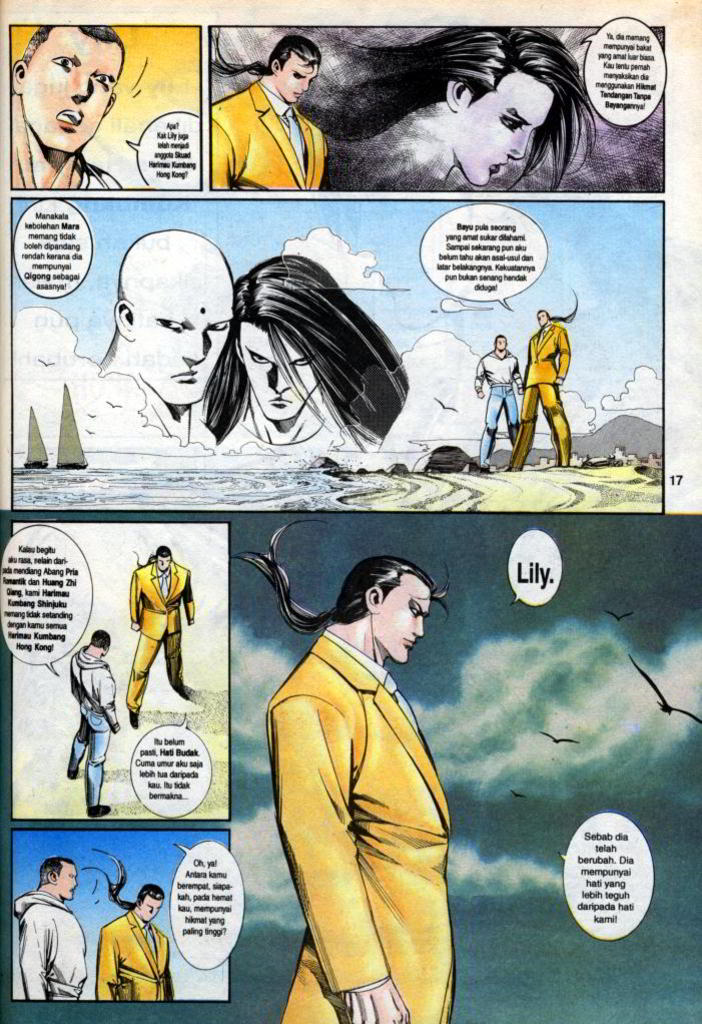 Apa?
Kak Lily juga
telah menjadi
anggota Skuad
Harimau Kumbang
Hong Kong?
Ya, dia memang
mempunyai bakat
yang amat luar biasa.
Kau tentu pernah
menyaksikan dia
menggunakan Hikmat
Tendangan Tanpa
Bayangannya!
Manakala
kebolehan Mara
memang tidak
boleh dipandang
rendah kerana dia
mempunyai
Qigong sebagai
asasnya!
Bayu pula seorang
yang amat sukar difahami.
Sampai sekarang pun aku
belum tahu akan asal-usul dan
latar belakangnya. Kekuatannya
pun bukan senang hendak
diduga!
17
Kalau begitu
aku rasa, selain dari-
pada mendiang Abang Pria
Romantik dan Huang Zhi
Qiang, kami Harimau
Kumbang Shinjuku
memang tidak setanding
dengan kamu semua
Harimau Kumbang
Hong Kong!
Itu belum
pasti, Hati Budak.
Cuma umur aku saja
lebih tua daripada
kau. Itu tidak
bermakna...
Oh, ya!
Antara kamu
berempat, siapa-
kah, pada hemat
kau, mempunyai
hikmat yang
paling tinggi?
Lily.
Sebab dia
telah
berubah. Dia
mempunyai
hati yang
lebih teguh
daripada hati
kami!